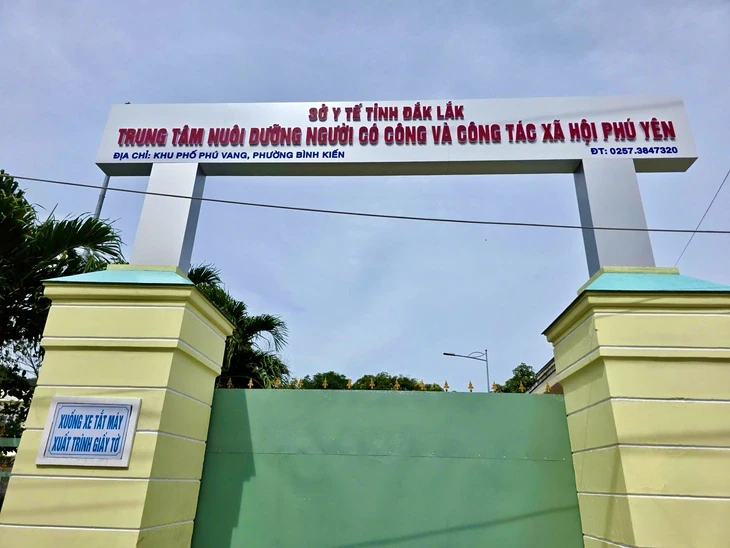 SỞ Y TẾ TỈNH ĐẮK LẮK
TRUNG TÂM NUÔI DƯỠNG NGƯỜI CÓ CÔNG VÀ CÔNG TÁC XÃ HỘI PHÚ YÊN
ĐỊA CHỈ: KHU PHỐ PHÚ VANG, PHƯỜNG BÌNH KIẾN ĐT: 0257.3847320
XUỐNG XE TẮT MÁY
XUẤT TRÌNH GIẤY TỜ